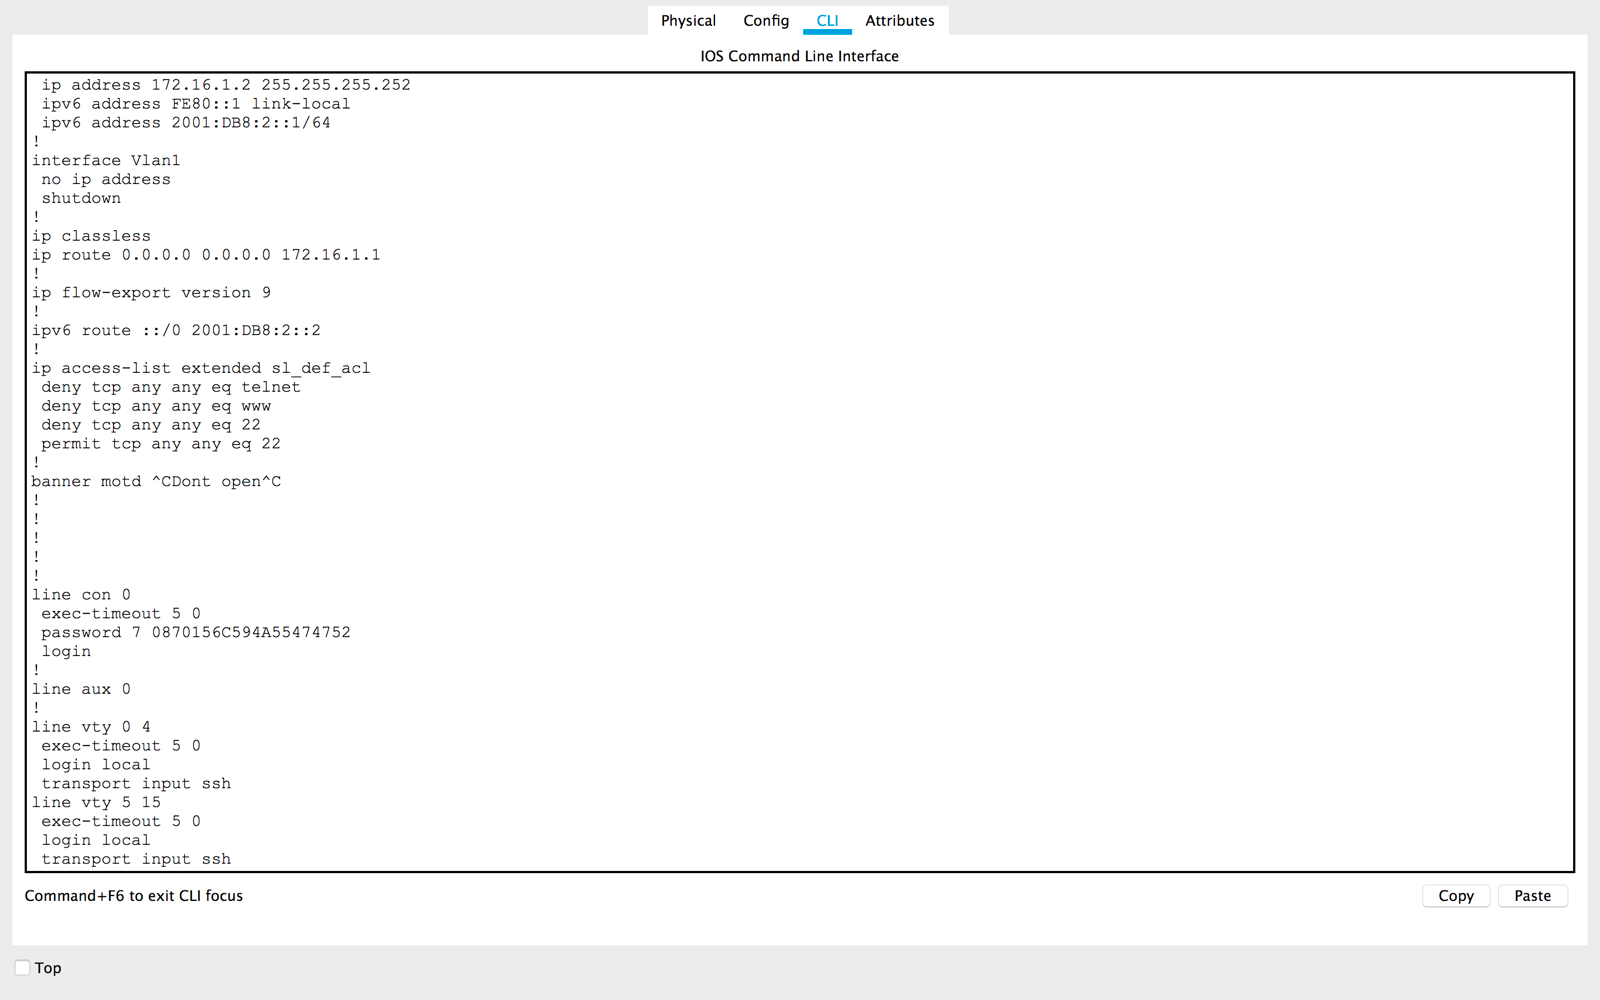 Physical Config CLI Attributes
IOS Command Line Interface
ip address 172.16.1.2 255.255.255.252
ipv6 address FE80::1 link-local
ipv6 address 2001:DB8:2::1/64
!
interface Vlan1
no ip address
shutdown
!
ip classless
ip route 0.0.0.0 0.0.0.0 172.16.1.1
!
ip flow-export version 9
!
ipv6 route ::/0 2001:DB8:2::2
!
ip access-list extended sl_def_acl
deny tcp any any eq telnet
deny tcp any any eq www
deny tcp any any eq 22
permit tcp any any eq 22
!
banner motd ^CDont open^C
!
!
!
!
!
line con 0
exec-timeout 5 0
password 7 0870156C594A55474752
login
!
line aux 0
!
line vty 0 4
exec-timeout 5 0
login local
transport input ssh
line vty 5 15
exec-timeout 5 0
login local
transport input ssh
Command+F6 to exit CLI focus
Copy Paste
Top